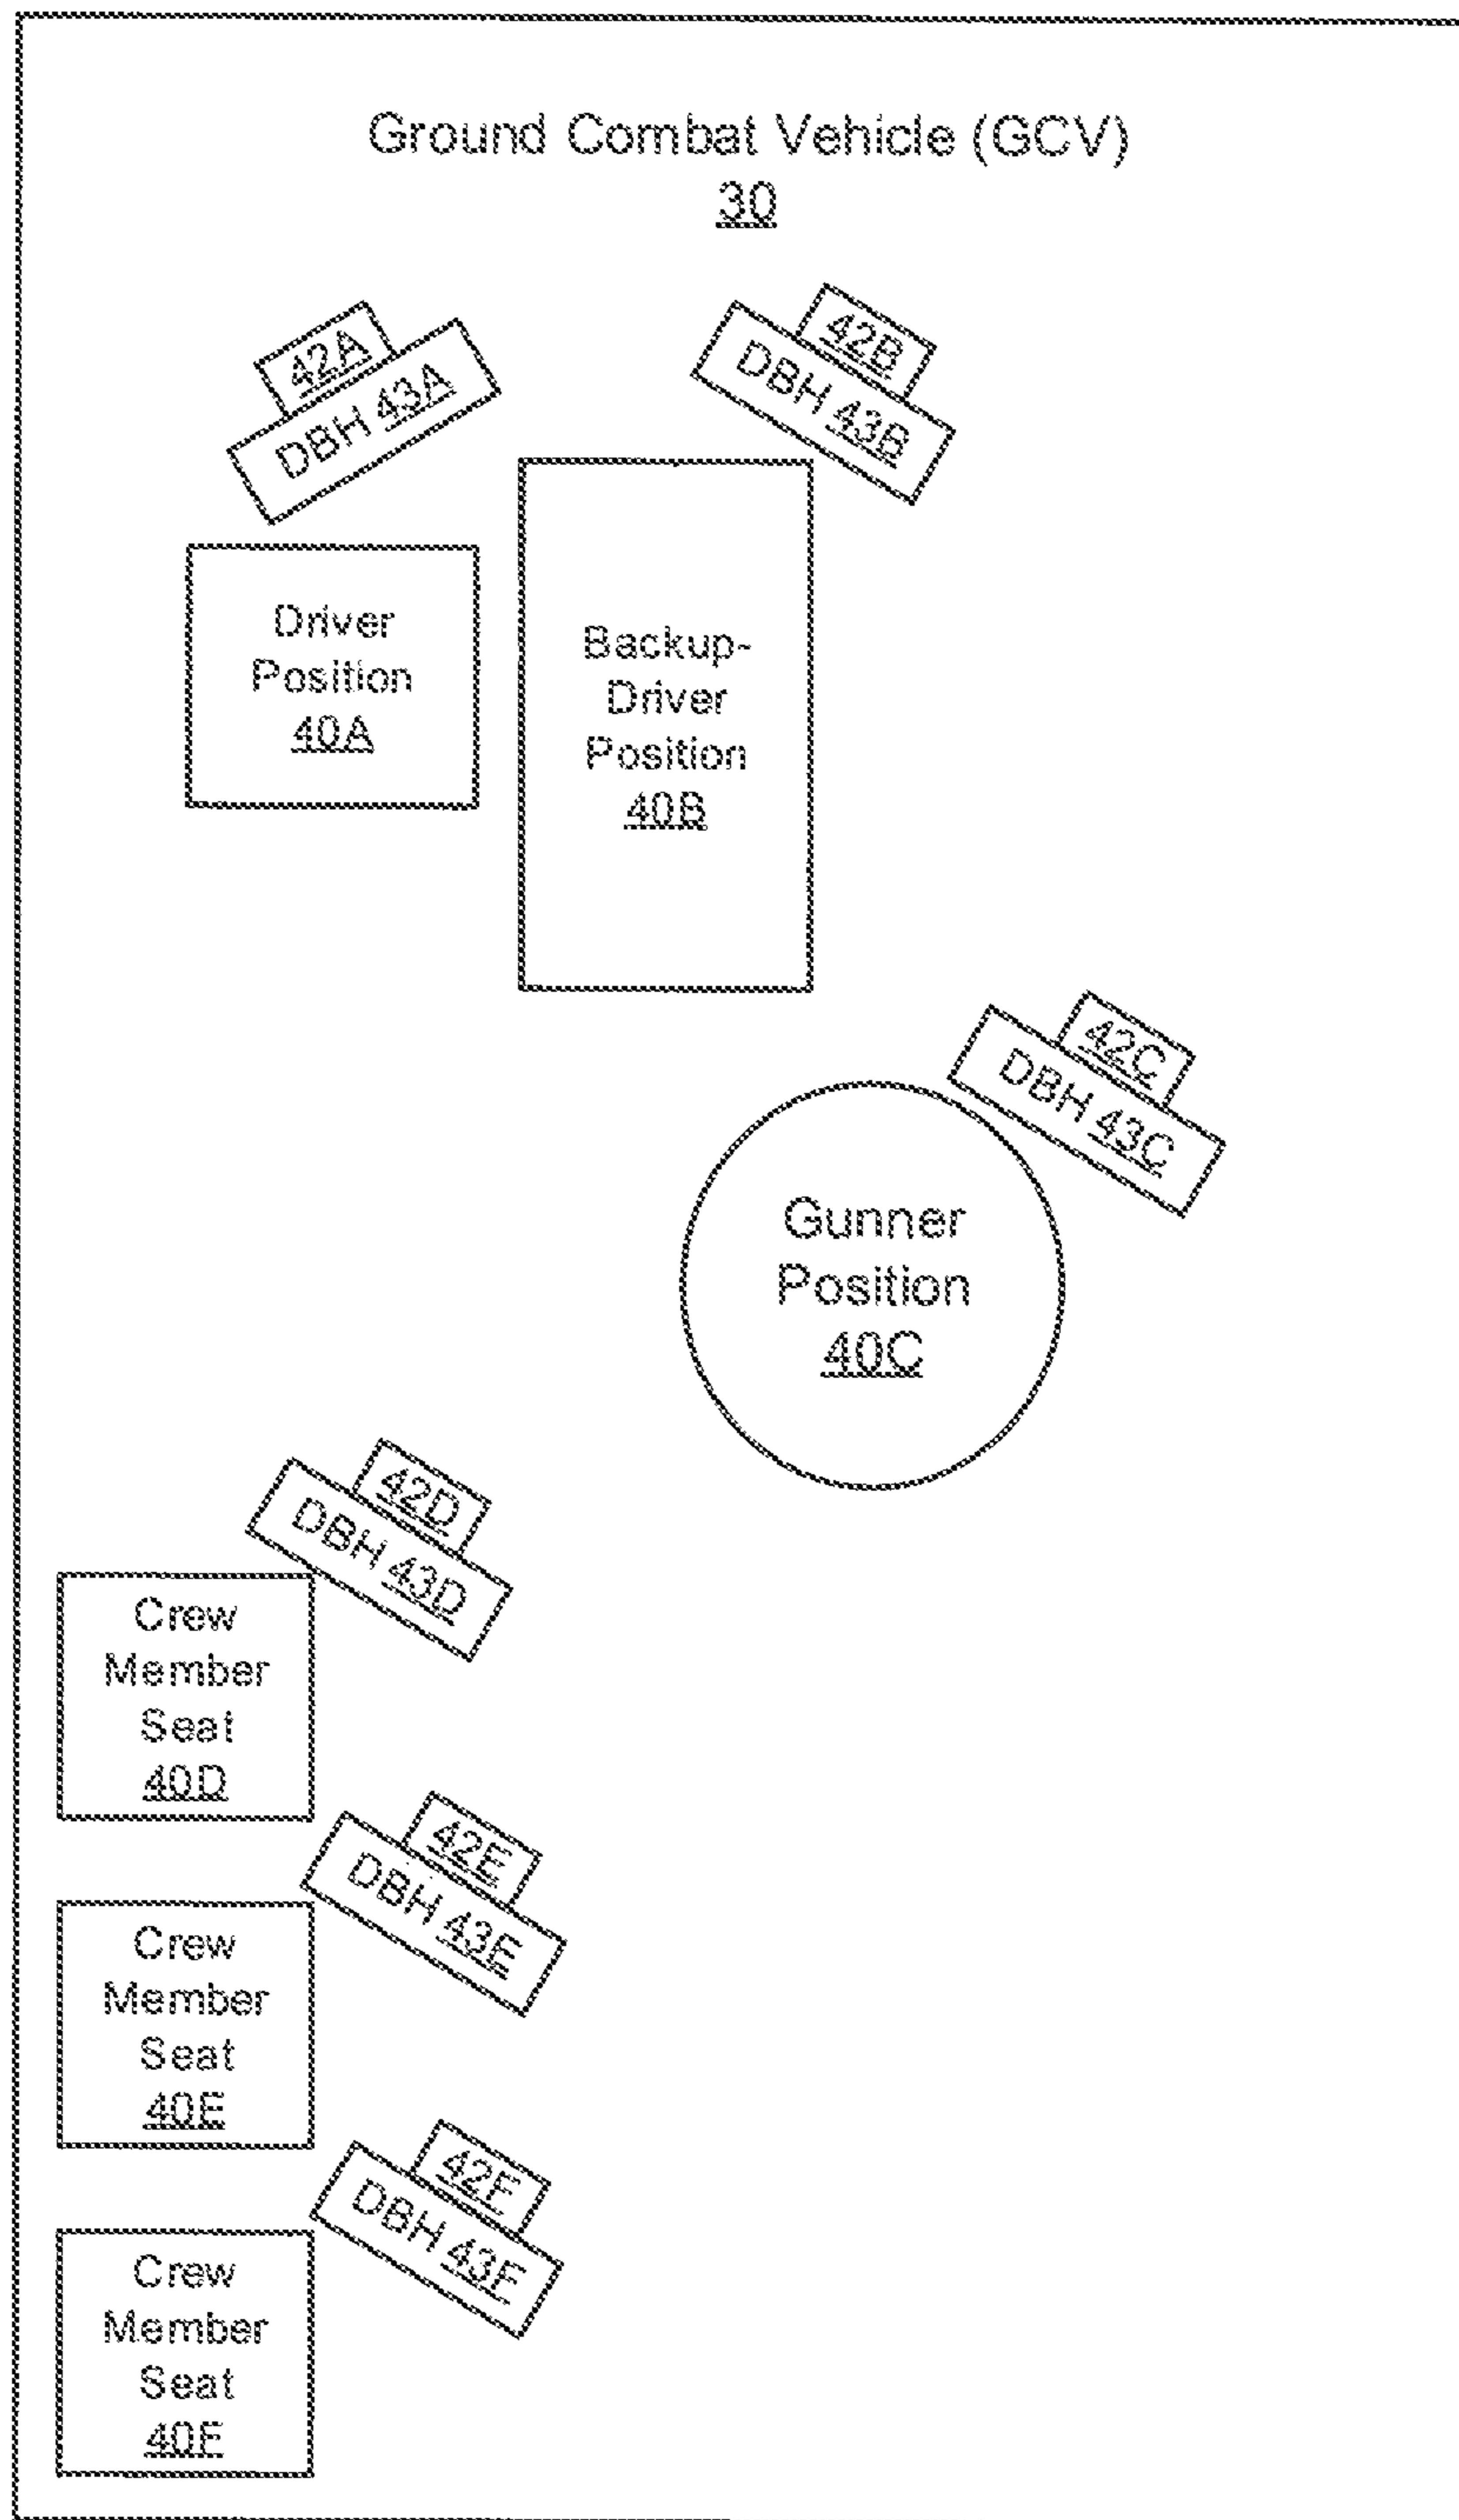 Ground Combat Vehicle (GCV)
30
42A
DBH 43A
42B
DBH 43B
Driver
Position
40A
Backup-
Driver
Position
40B
42C
DBH 43C
Gunner
Position
40C
42D
DBH 43D
Crew
Member
Seat
40D
42E
DBH 43E
Crew
Member
Seat
40E
42F
DBH 43F
Crew
Member
Seat
40F